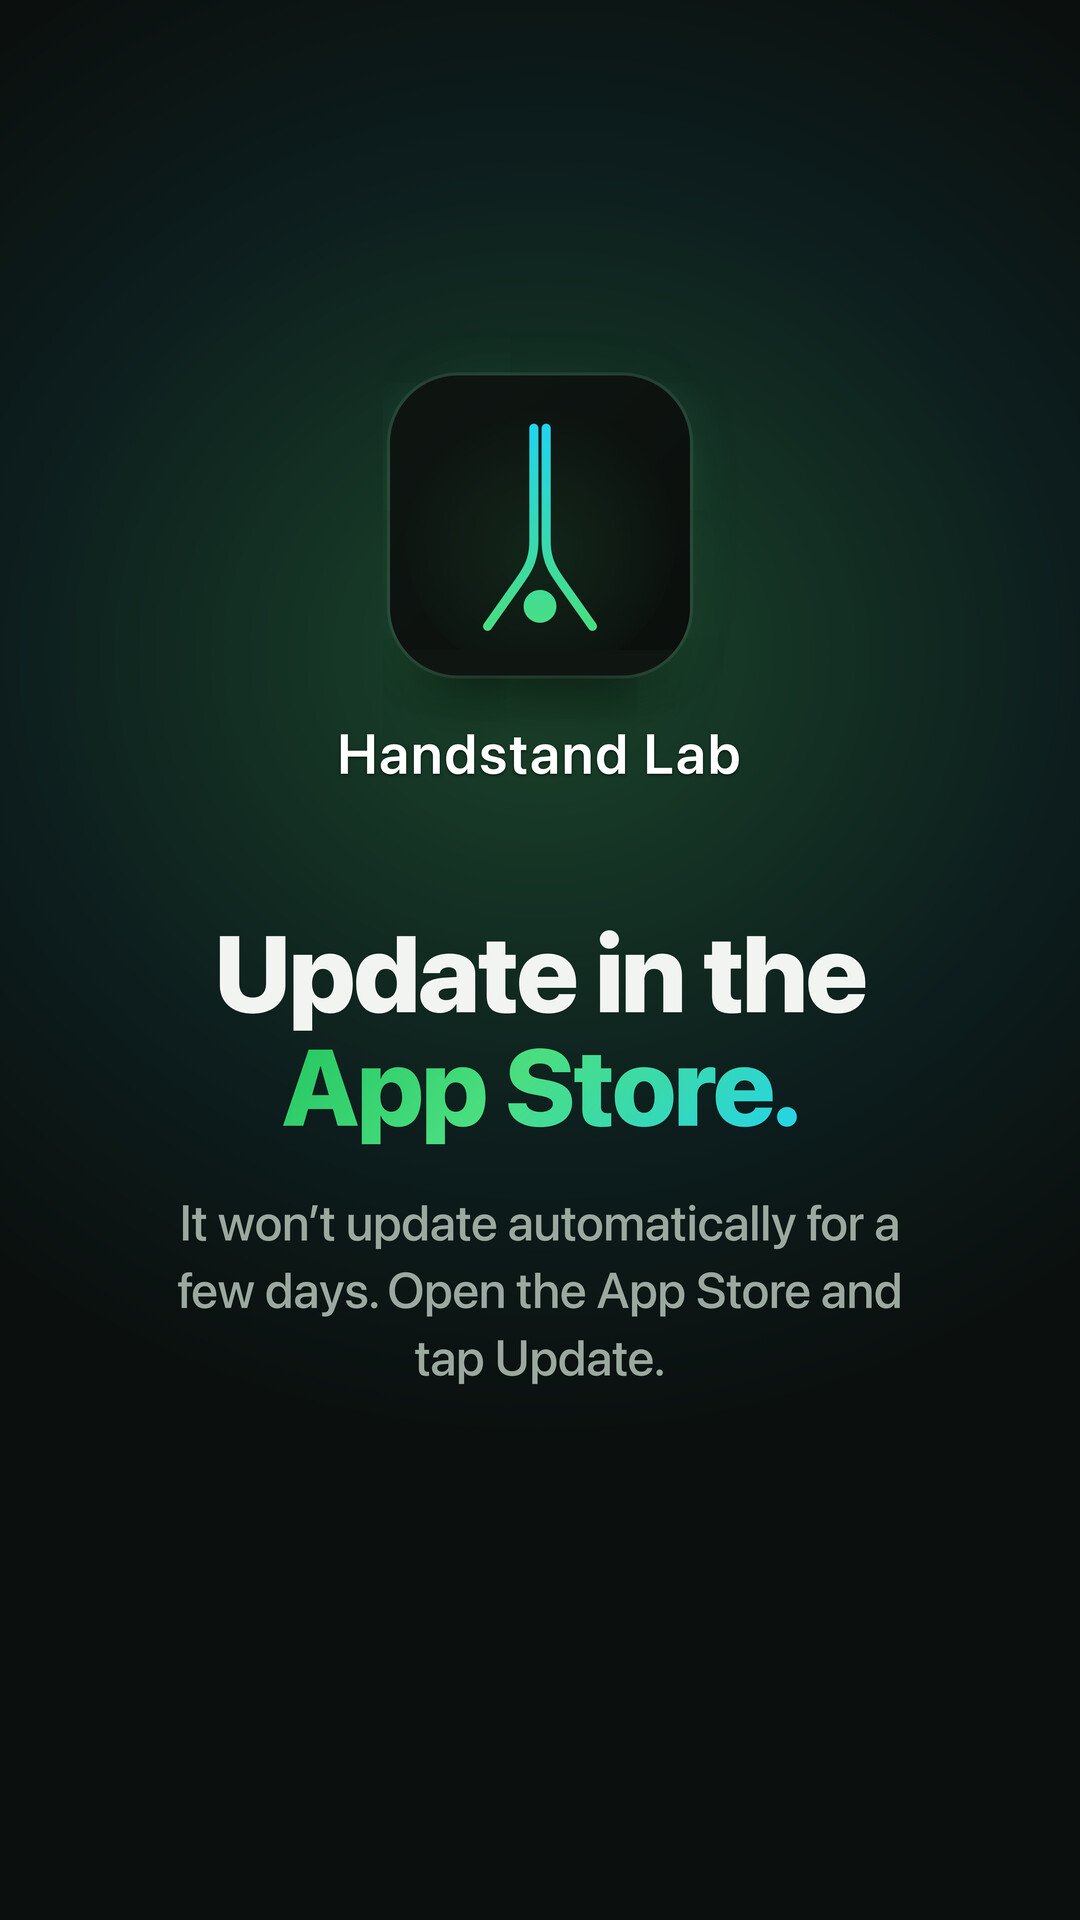 Handstand Lab
Update in the
App Store.
It won’t update automatically for a
few days. Open the App Store and
tap Update.